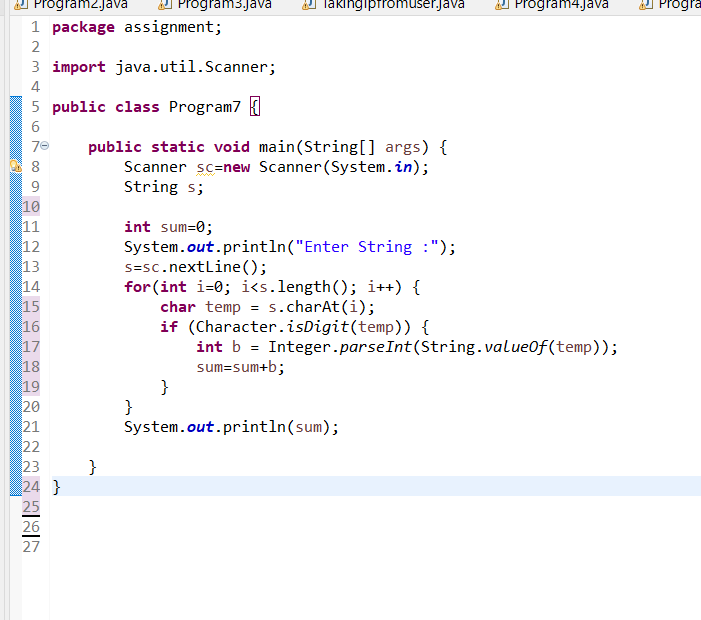 Program2.java Program3.java TakingIpfromuser.java Program4.java Progra
1 package assignment;
2
3 import java.util.Scanner;
4
5 public class Program7 {
6
7 public static void main(String[] args) {
8 Scanner sc=new Scanner(System.in);
9 String s;
10
11 int sum=0;
12 System.out.println("Enter String :");
13 s=sc.nextLine();
14 for(int i=0; i<s.length(); i++) {
15 char temp = s.charAt(i);
16 if (Character.isDigit(temp)) {
17 int b = Integer.parseInt(String.valueOf(temp));
18 sum=sum+b;
19 }
20 }
21 System.out.println(sum);
22
23 }
24 }
25
26
27